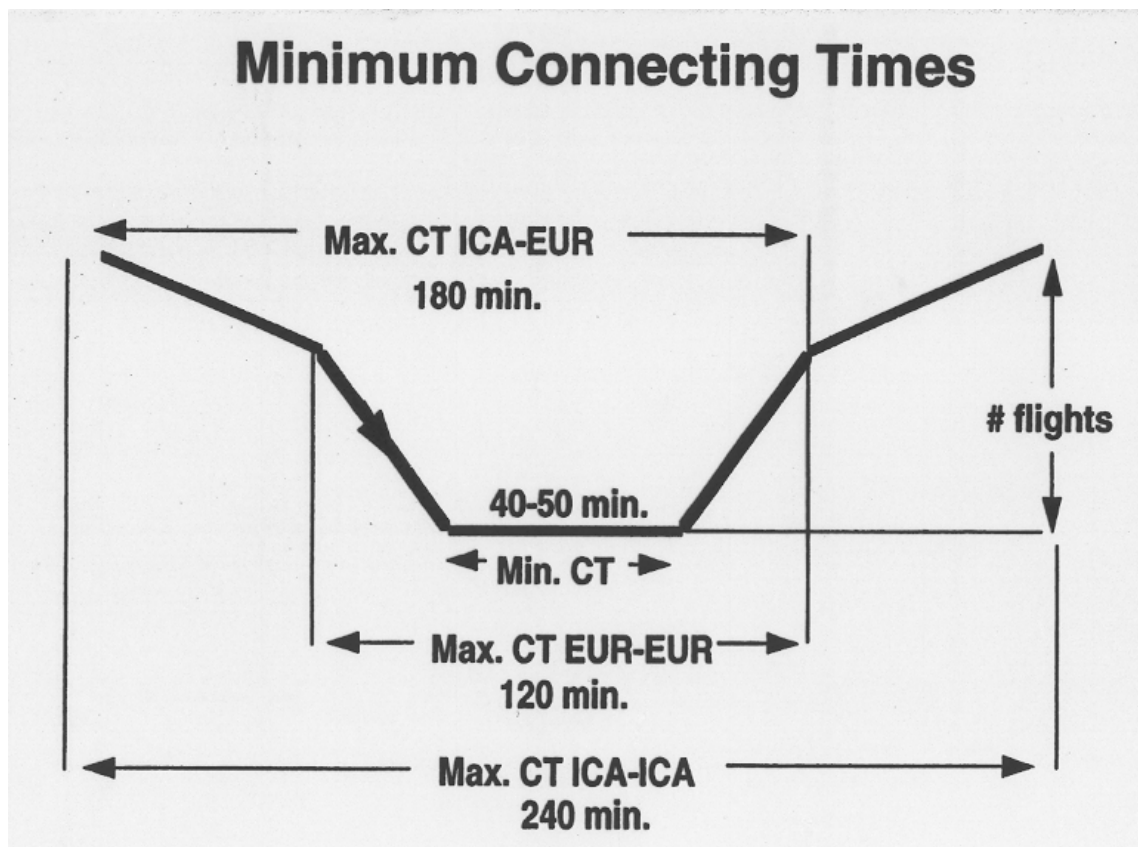 Minimum Connecting Times
Max. CT ICA-EUR
180 min.
# flights
40-50 min.
Min. CT
Max. CT EUR-EUR
120 min.
Max. CT ICA-ICA
240 min.